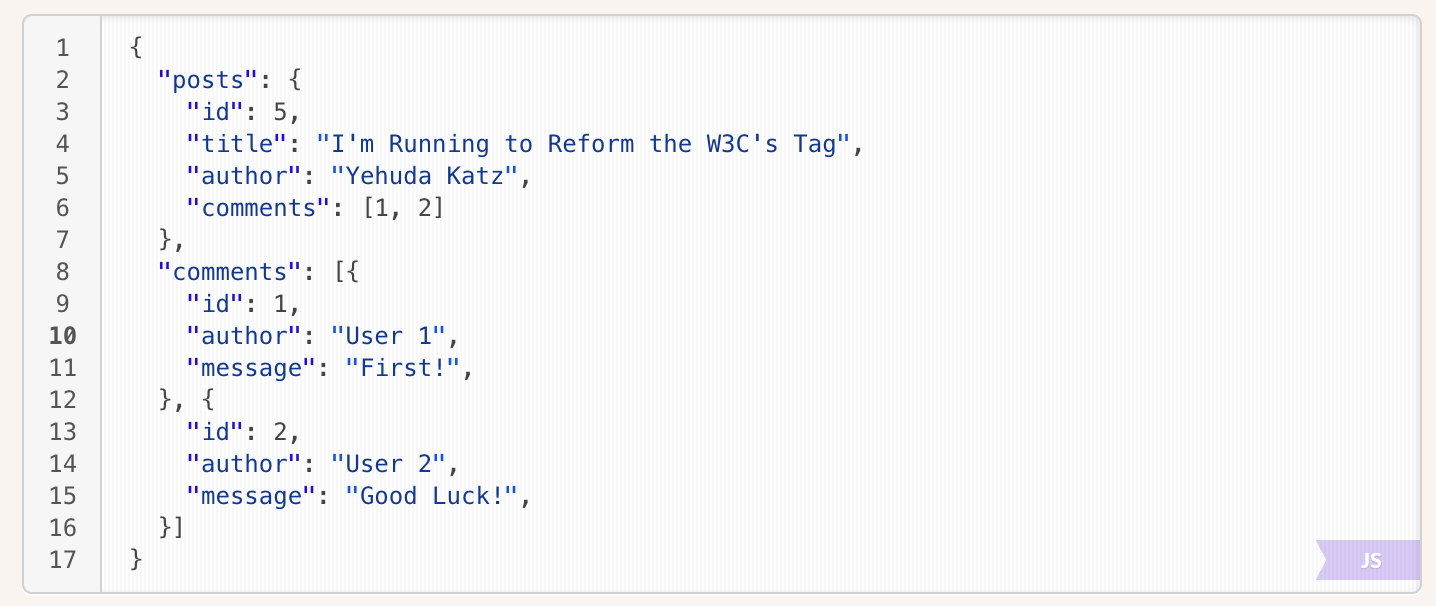 1 {
2   "posts": {
3     "id": 5,
4     "title": "I'm Running to Reform the W3C's Tag",
5     "author": "Yehuda Katz",
6     "comments": [1, 2]
7   },
8   "comments": [{
9     "id": 1,
10     "author": "User 1",
11     "message": "First!",
12   }, {
13     "id": 2,
14     "author": "User 2",
15     "message": "Good Luck!",
16   }]
17 }
JS